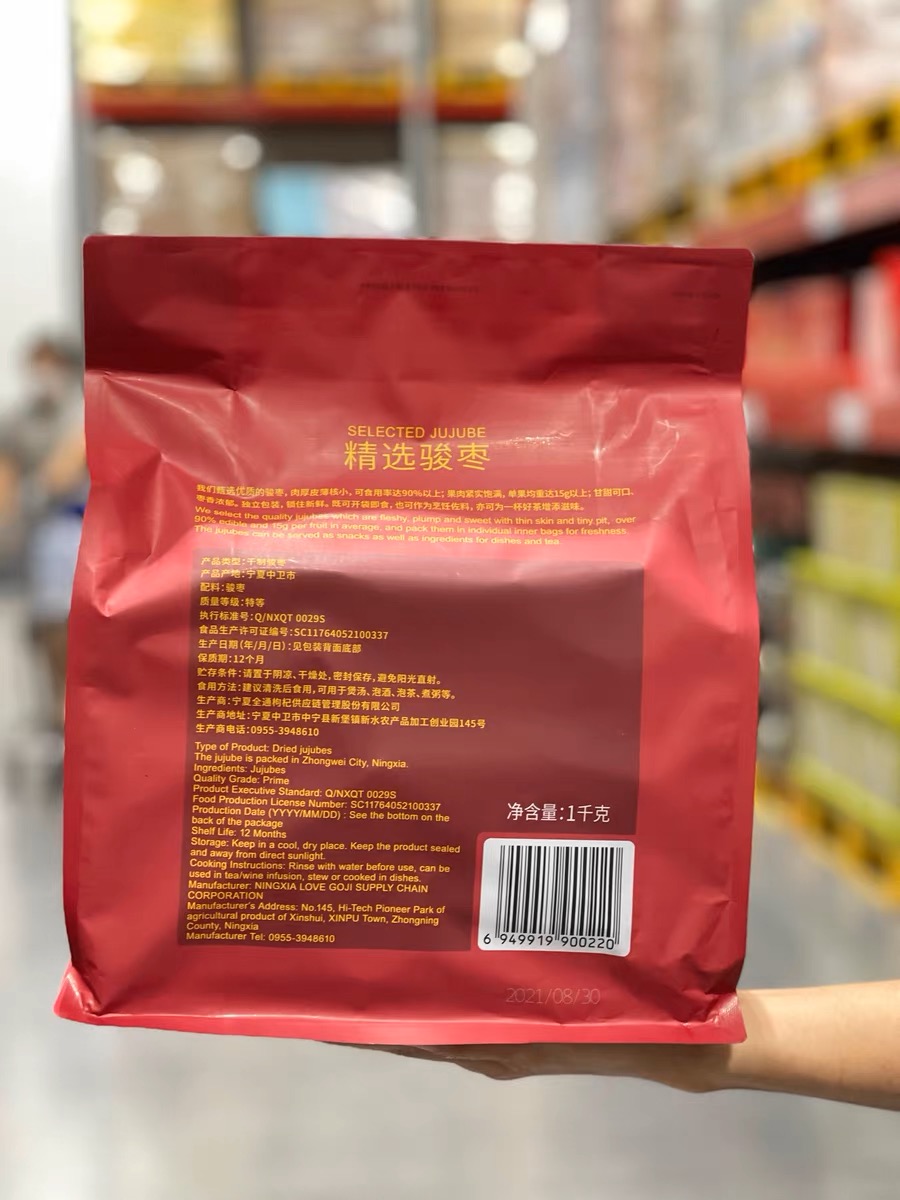 SELECTED JUJUBE
精选骏枣
我们甄选优质的骏枣，肉厚皮薄核小，可食用率达90%以上；果肉紧实饱满，单果均重达15g以上；甘甜可口、
枣香浓郁。独立包装，锁住新鲜。既可开袋即食，也可作为烹饪佐料，亦可为一杯好茶增添滋味。
We select the quality jujubes which are fleshy, plump and sweet with thin skin and tiny pit, over
90% edible and 15g per fruit in average, and pack them in individual inner bags for freshness.
The jujubes can be served as snacks as well as ingredients for dishes and tea.
产品类型：干制骏枣
产品产地：宁夏中卫市
配料：骏枣
质量等级：特等
执行标准号：Q/NXQT 0029S
食品生产许可证编号：SC11764052100337
生产日期（年/月/日）：见包装背面底部
保质期：12个月
贮存条件：请置于阴凉、干燥处，密封保存，避免阳光直射。
食用方法：建议清洗后食用，可用于煲汤、泡酒、泡茶、煮粥等。
生产商：宁夏全通枸杞供应链管理股份有限公司
生产商地址：宁夏中卫市中宁县新堡镇新水农产品加工创业园145号
生产商电话：0955-3948610
Type of Product: Dried jujubes
The jujube is packed in Zhongwei City, Ningxia.
Ingredients: Jujubes
Quality Grade: Prime
Product Executive Standard: Q/NXQT 0029S
Food Production License Number: SC11764052100337
Production Date (YYYY/MM/DD) : See the bottom on the
back of the package
Shelf Life: 12 Months
Storage: Keep in a cool, dry place. Keep the product sealed
and away from direct sunlight.
Cooking Instructions: Rinse with water before use, can be
used in tea/wine infusion, stew or cooked in dishes.
Manufacturer: NINGXIA LOVE GOJI SUPPLY CHAIN
CORPORATION
Manufacturer's Address: No.145, Hi-Tech Pioneer Park of
agricultural product of Xinshui, XINPU Town, Zhongning
County, Ningxia
Manufacturer Tel: 0955-3948610
净含量：1千克
6 949919 900220
2021/08/30